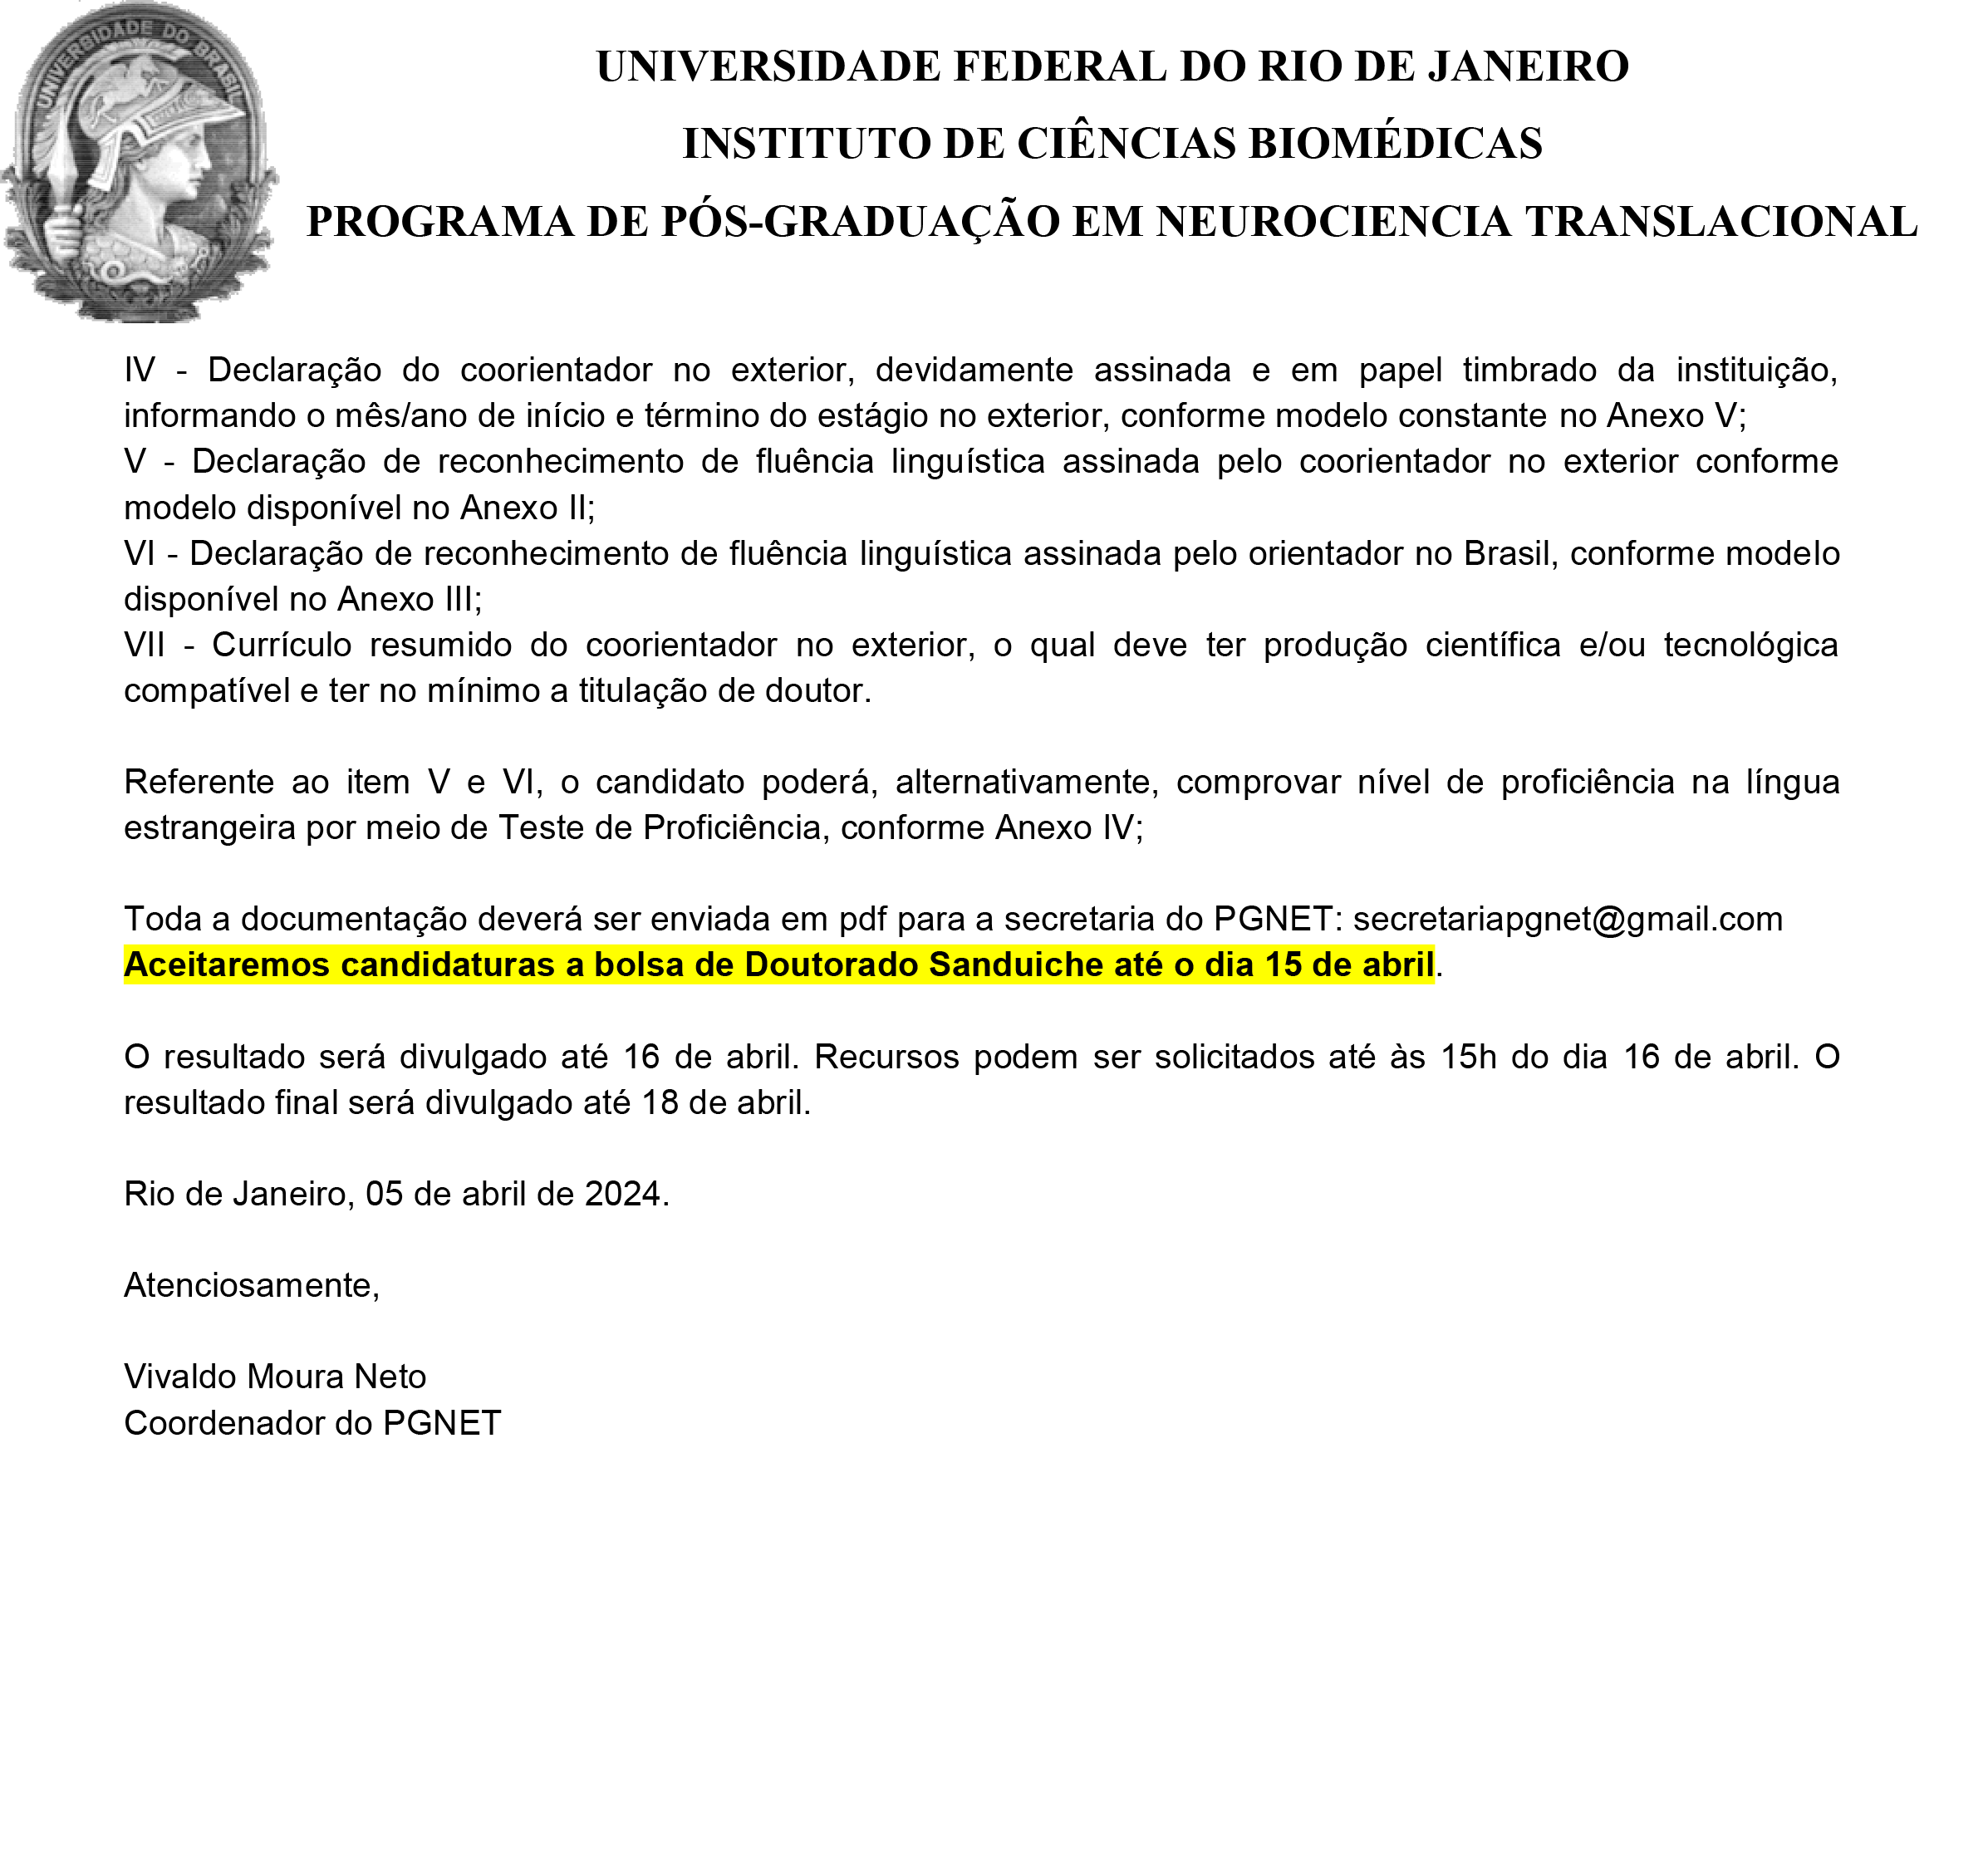 UNIVERSIDADE DO BRASIL
UNIVERSIDADE FEDERAL DO RIO DE JANEIRO
INSTITUTO DE CIÊNCIAS BIOMÉDICAS
PROGRAMA DE PÓS-GRADUAÇÃO EM NEUROCIENCIA TRANSLACIONAL
IV - Declaração do coorientador no exterior, devidamente assinada e em papel timbrado da instituição,
informando o mês/ano de início e término do estágio no exterior, conforme modelo constante no Anexo V;
V - Declaração de reconhecimento de fluência linguística assinada pelo coorientador no exterior conforme
modelo disponível no Anexo II;
VI - Declaração de reconhecimento de fluência linguística assinada pelo orientador no Brasil, conforme modelo
disponível no Anexo III;
VII - Currículo resumido do coorientador no exterior, o qual deve ter produção científica e/ou tecnológica
compatível e ter no mínimo a titulação de doutor.
Referente ao item V e VI, o candidato poderá, alternativamente, comprovar nível de proficiência na língua
estrangeira por meio de Teste de Proficiência, conforme Anexo IV;
Toda a documentação deverá ser enviada em pdf para a secretaria do PGNET: secretariapgnet@gmail.com
Aceitaremos candidaturas a bolsa de Doutorado Sanduiche até o dia 15 de abril.
O resultado será divulgado até 16 de abril. Recursos podem ser solicitados até às 15h do dia 16 de abril. O
resultado final será divulgado até 18 de abril.
Rio de Janeiro, 05 de abril de 2024.
Atenciosamente,
Vivaldo Moura Neto
Coordenador do PGNET